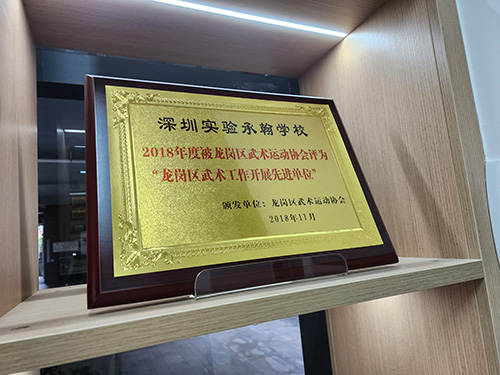 深圳实验承翰学校
2018年度被龙岗区武术运动协会评为
“龙岗区武术工作开展先进单位”
颁发单位：龙岗区武术运动协会
2018年11月